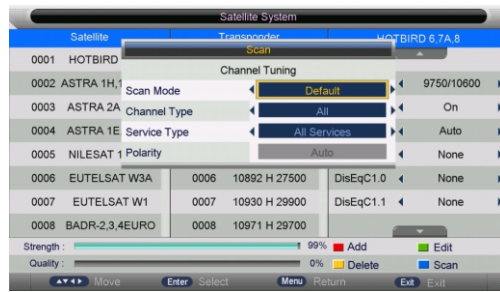 Satellite System
Satellite Transponder HOTBIRD 6,7A,8
Scan
Channel Tuning
0001 HOTBIRD
0002 ASTRA 1H,1 Scan Mode Default 9750/10600
0003 ASTRA 2A Channel Type All On
0004 ASTRA 1E Service Type All Services Auto
0005 NILESAT 1 Polarity Auto None
0006 EUTELSAT W3A 0006 10892 H 27500 DisEqC1.0 None
0007 EUTELSAT W1 0007 10930 H 29900 DisEqC1.1 None
0008 BADR-2,3,4EURO 0008 10971 H 29700
Strength : 99% Add Edit
Quality : 0% Delete Scan
Move Enter Select Menu Return Exit Exit